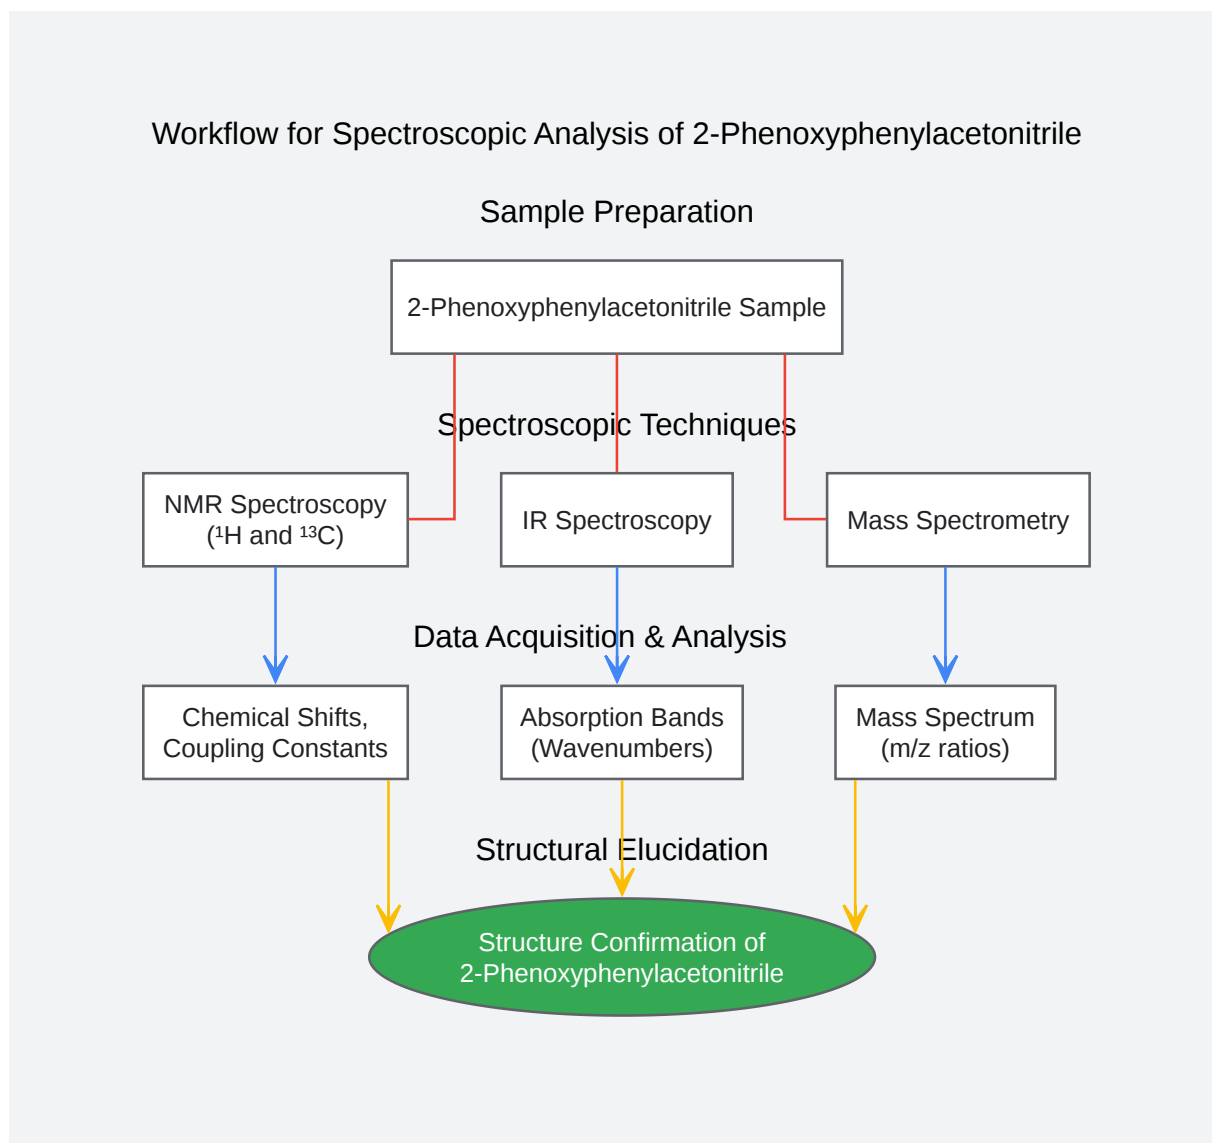 Workflow for Spectroscopic Analysis of 2-Phenoxyphenylacetonitrile
Sample Preparation
2-Phenoxyphenylacetonitrile Sample
Spectroscopic Techniques
NMR Spectroscopy
(¹H and ¹³C)
IR Spectroscopy
Mass Spectrometry
Data Acquisition & Analysis
Chemical Shifts,
Coupling Constants
Absorption Bands
(Wavenumbers)
Mass Spectrum
(m/z ratios)
Structural Elucidation
Structure Confirmation of
2-Phenoxyphenylacetonitrile